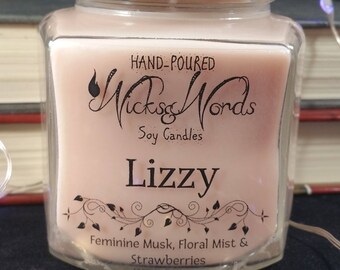 HAND-POURED
Wicks&Words
Soy Candles
Lizzy
Feminine Musk, Floral Mist &
Strawberries